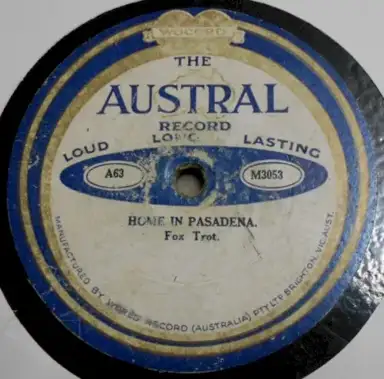 WOCORD
THE
AUSTRAL
RECORD
LOUD LONG LASTING
A63 M3053
HOME IN PASADENA.
Fox Trot.
MANUFACTURED BY WORLD RECORD (AUSTRALIA) PTY LTD BRIGHTON, VIC. AUST.